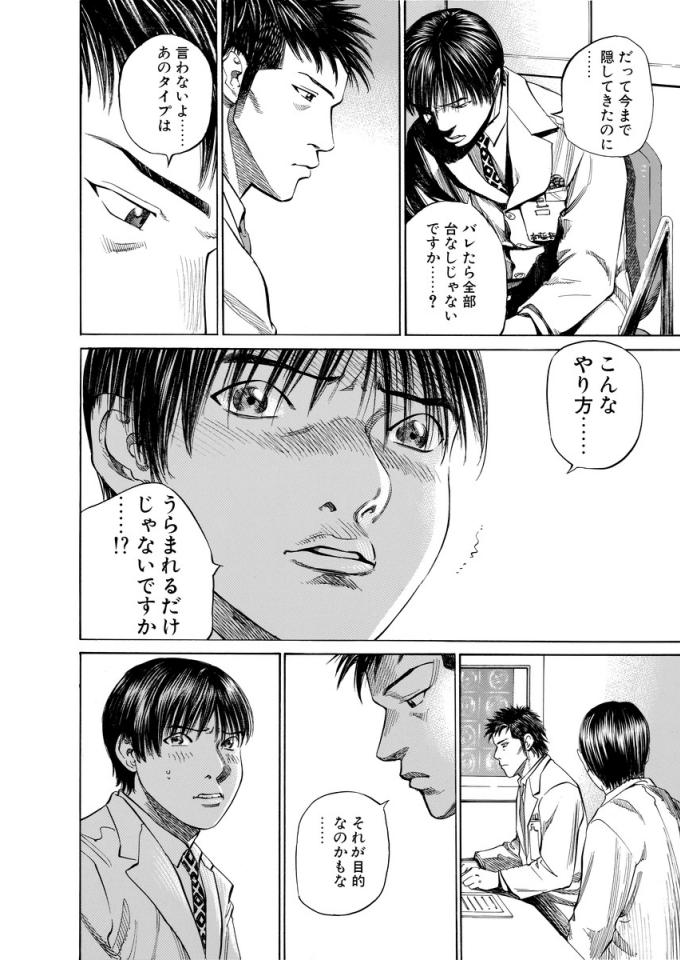 だって今まで
隠してきたのに
……
バレたら全部
台なしじゃない
ですか……?
言わないよ……
あのタイプは
こんな
やり方……
うらまれるだけ
じゃないですか
……!?
それが目的
なのかもな
……